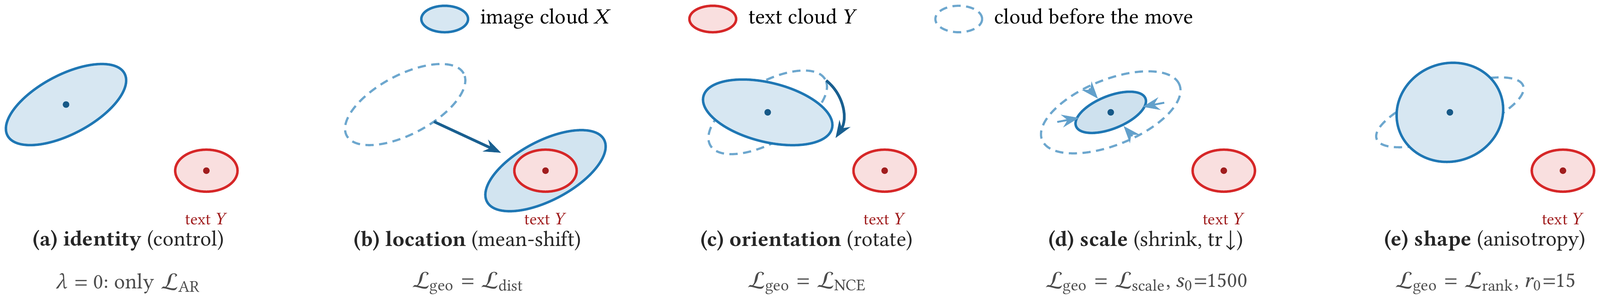 image cloud X text cloud Y cloud before the move
text Y text Y text Y text Y text Y
(a) identity (control) (b) location (mean-shift) (c) orientation (rotate) (d) scale (shrink, tr↓) (e) shape (anisotropy)
λ = 0: only ℒ_AR ℒ_geo = ℒ_dist ℒ_geo = ℒ_NCE ℒ_geo = ℒ_scale, s₀=1500 ℒ_geo = ℒ_rank, r₀=15